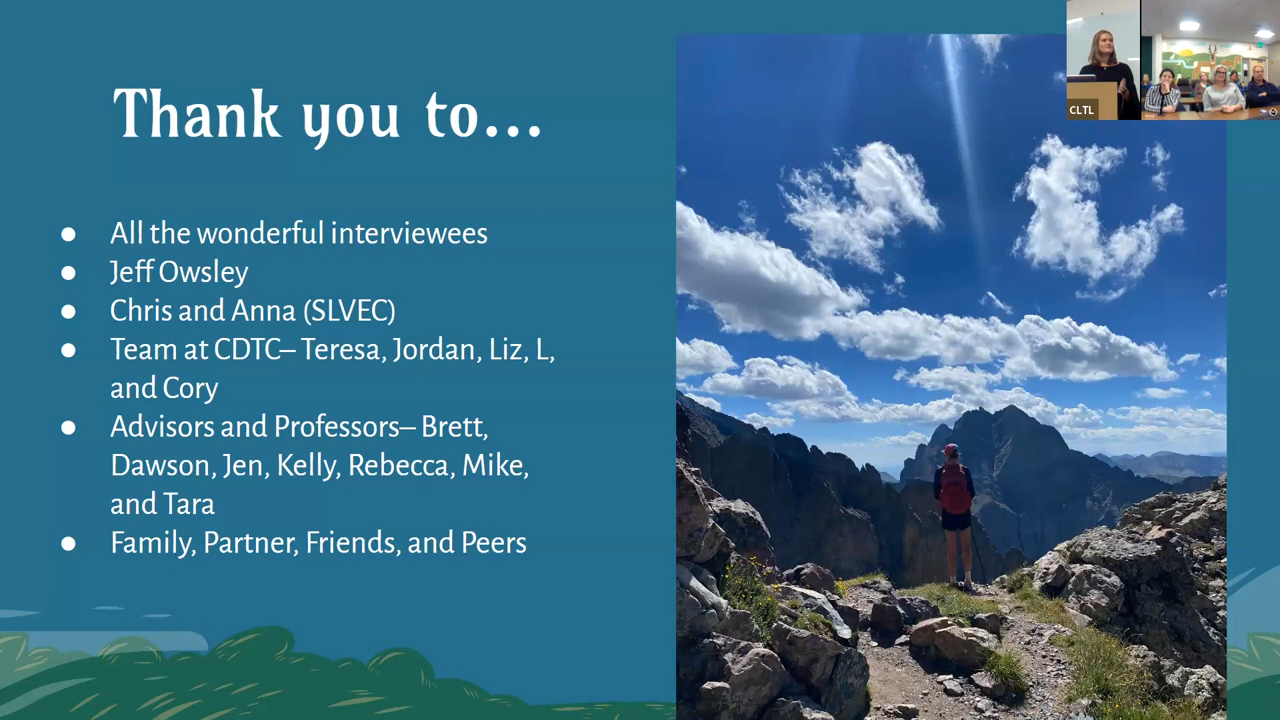 Thank you to...
● All the wonderful interviewees
● Jeff Owsley
● Chris and Anna (SLVEC)
● Team at CDTC– Teresa, Jordan, Liz, L,
and Cory
● Advisors and Professors– Brett,
Dawson, Jen, Kelly, Rebecca, Mike,
and Tara
● Family, Partner, Friends, and Peers
CLTL